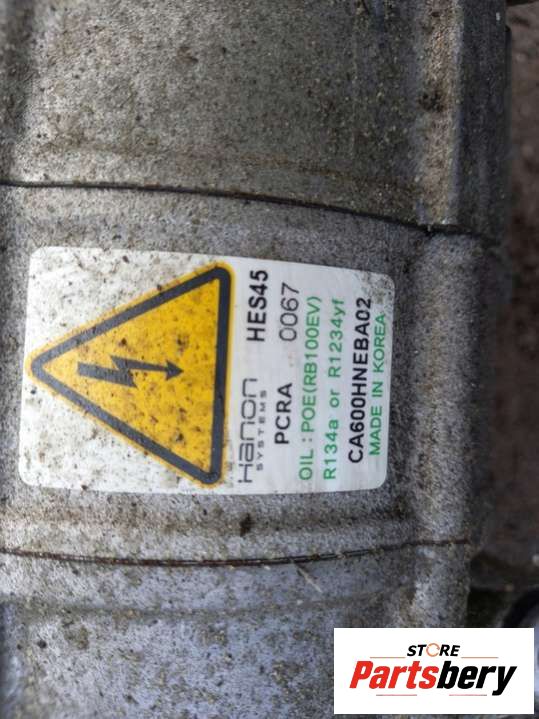 HANON
SYSTEMS
HES45
PCRA 0067
OIL : POE(RB100EV)
R134a or R1234yf
CA600HNEBA02
MADE IN KOREA
STORE
Partsbery